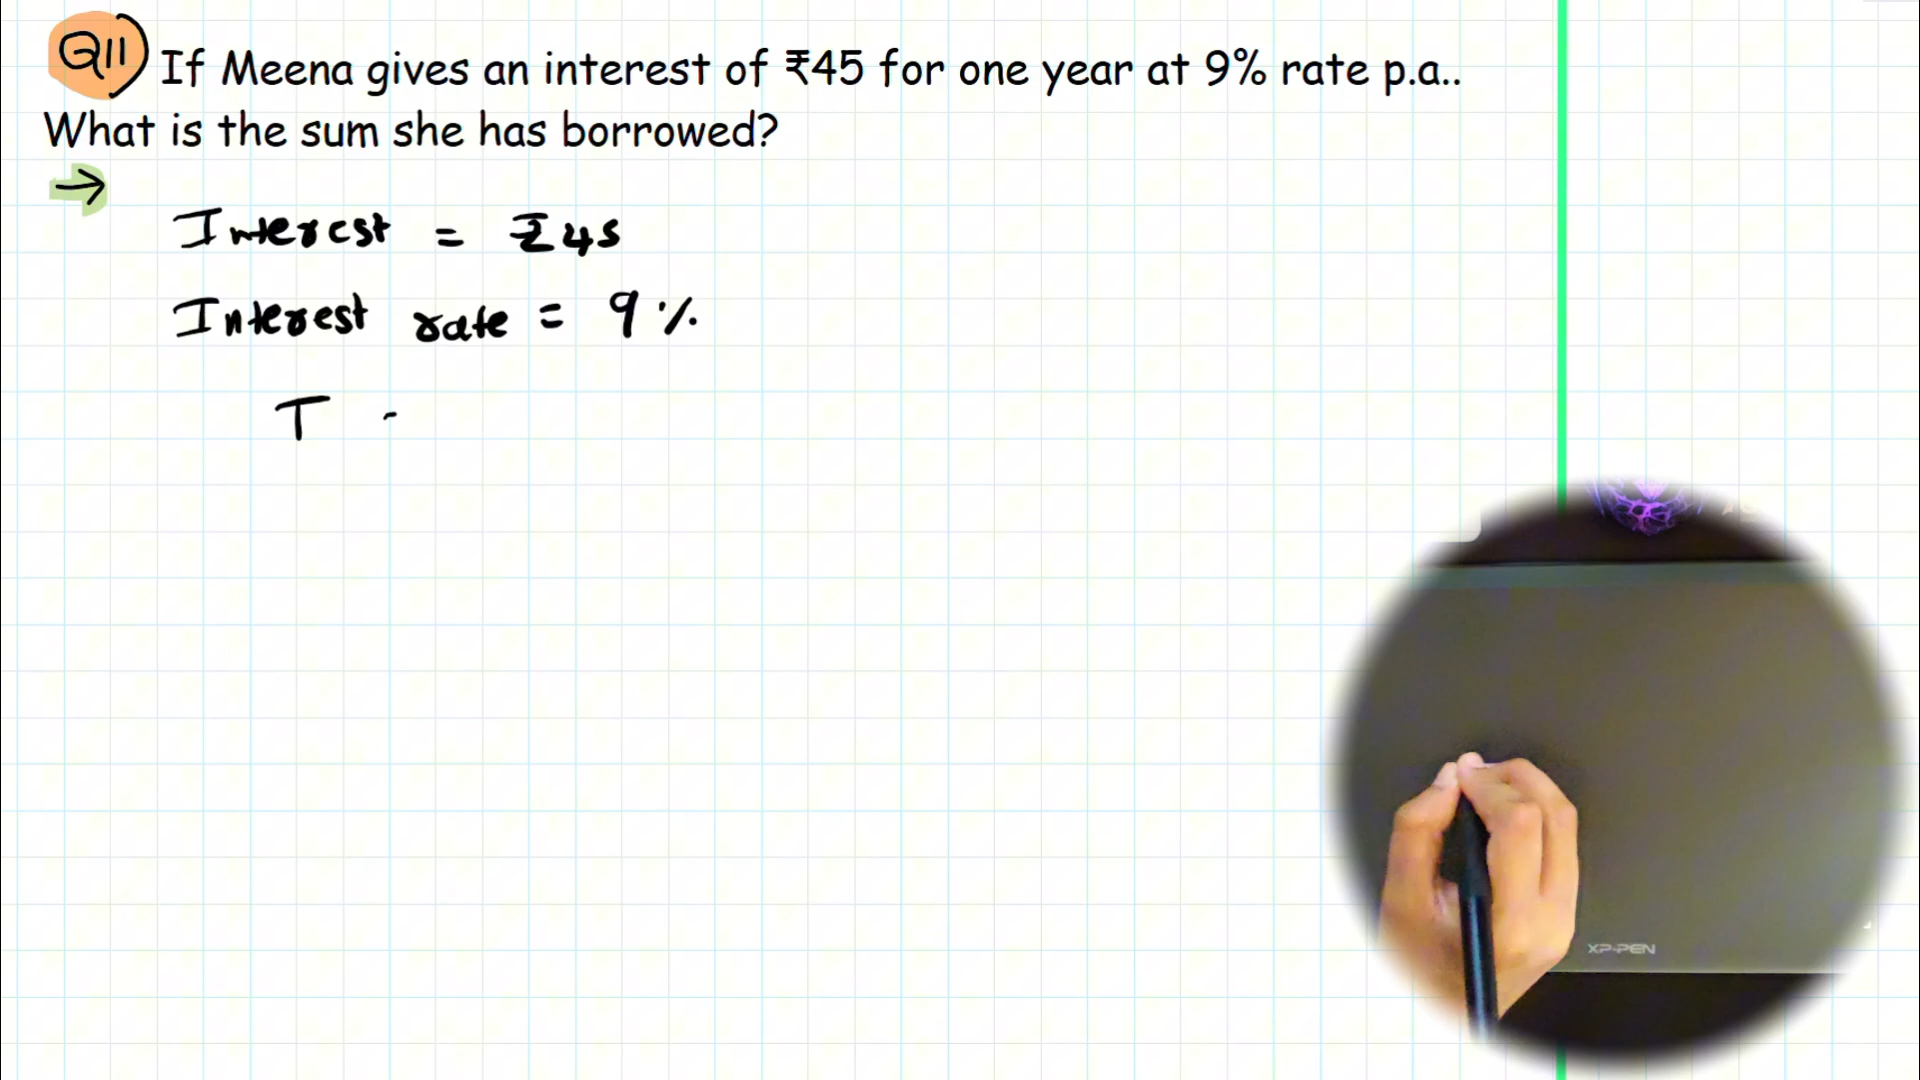 Q11 If Meena gives an interest of ₹45 for one year at 9% rate p.a..
What is the sum she has borrowed?
→
Interest = ₹45
Interest rate = 9%
T -
XP-PEN